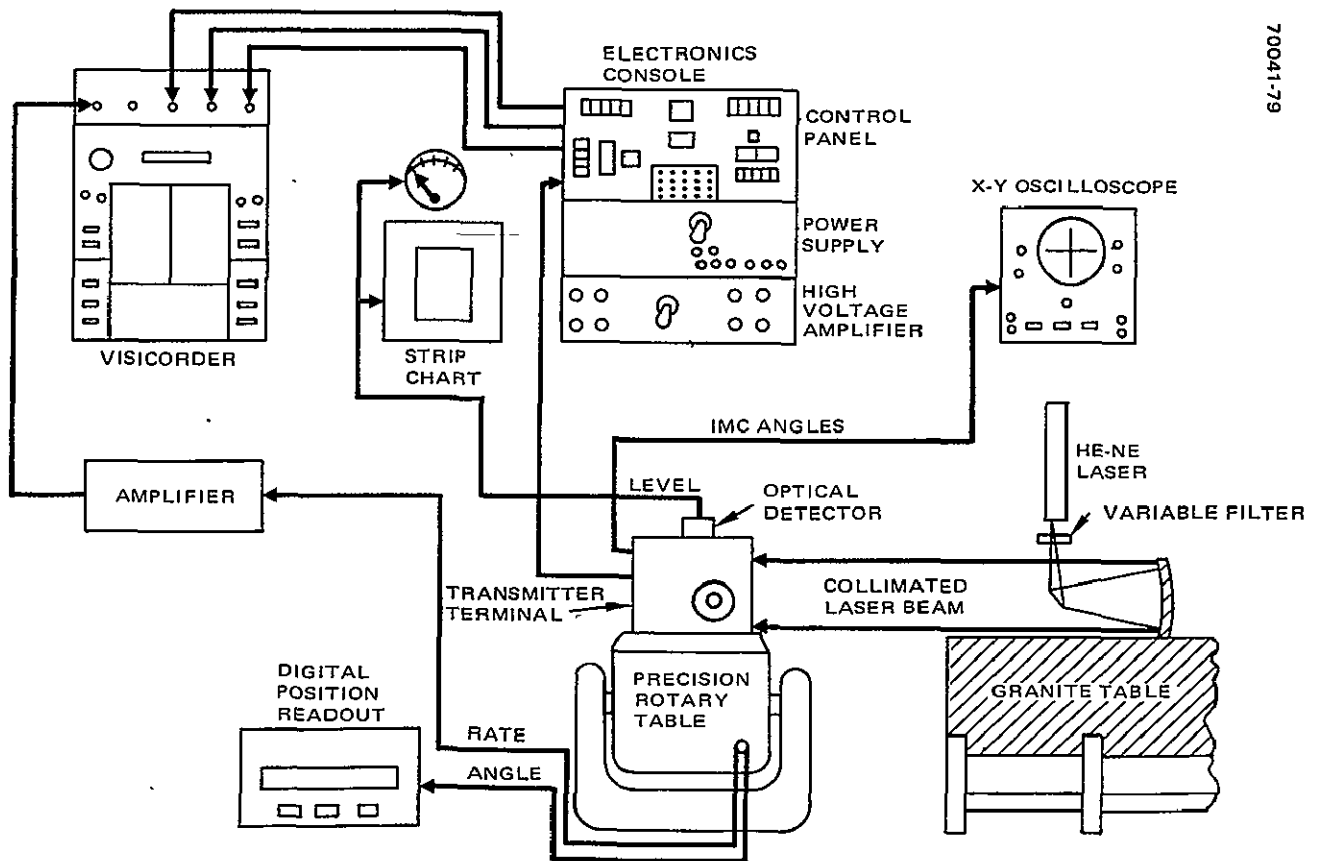 70041-79
ELECTRONICS
CONSOLE
CONTROL
PANEL
X-Y OSCILLOSCOPE
POWER
SUPPLY
HIGH
VOLTAGE
AMPLIFIER
VISICORDER
STRIP
CHART
IMC ANGLES
HE-NE
LASER
AMPLIFIER
LEVEL
OPTICAL
DETECTOR
VARIABLE FILTER
TRANSMITTER
TERMINAL
COLLIMATED
LASER BEAM
DIGITAL
POSITION
READOUT
PRECISION
ROTARY
TABLE
GRANITE TABLE
RATE
ANGLE